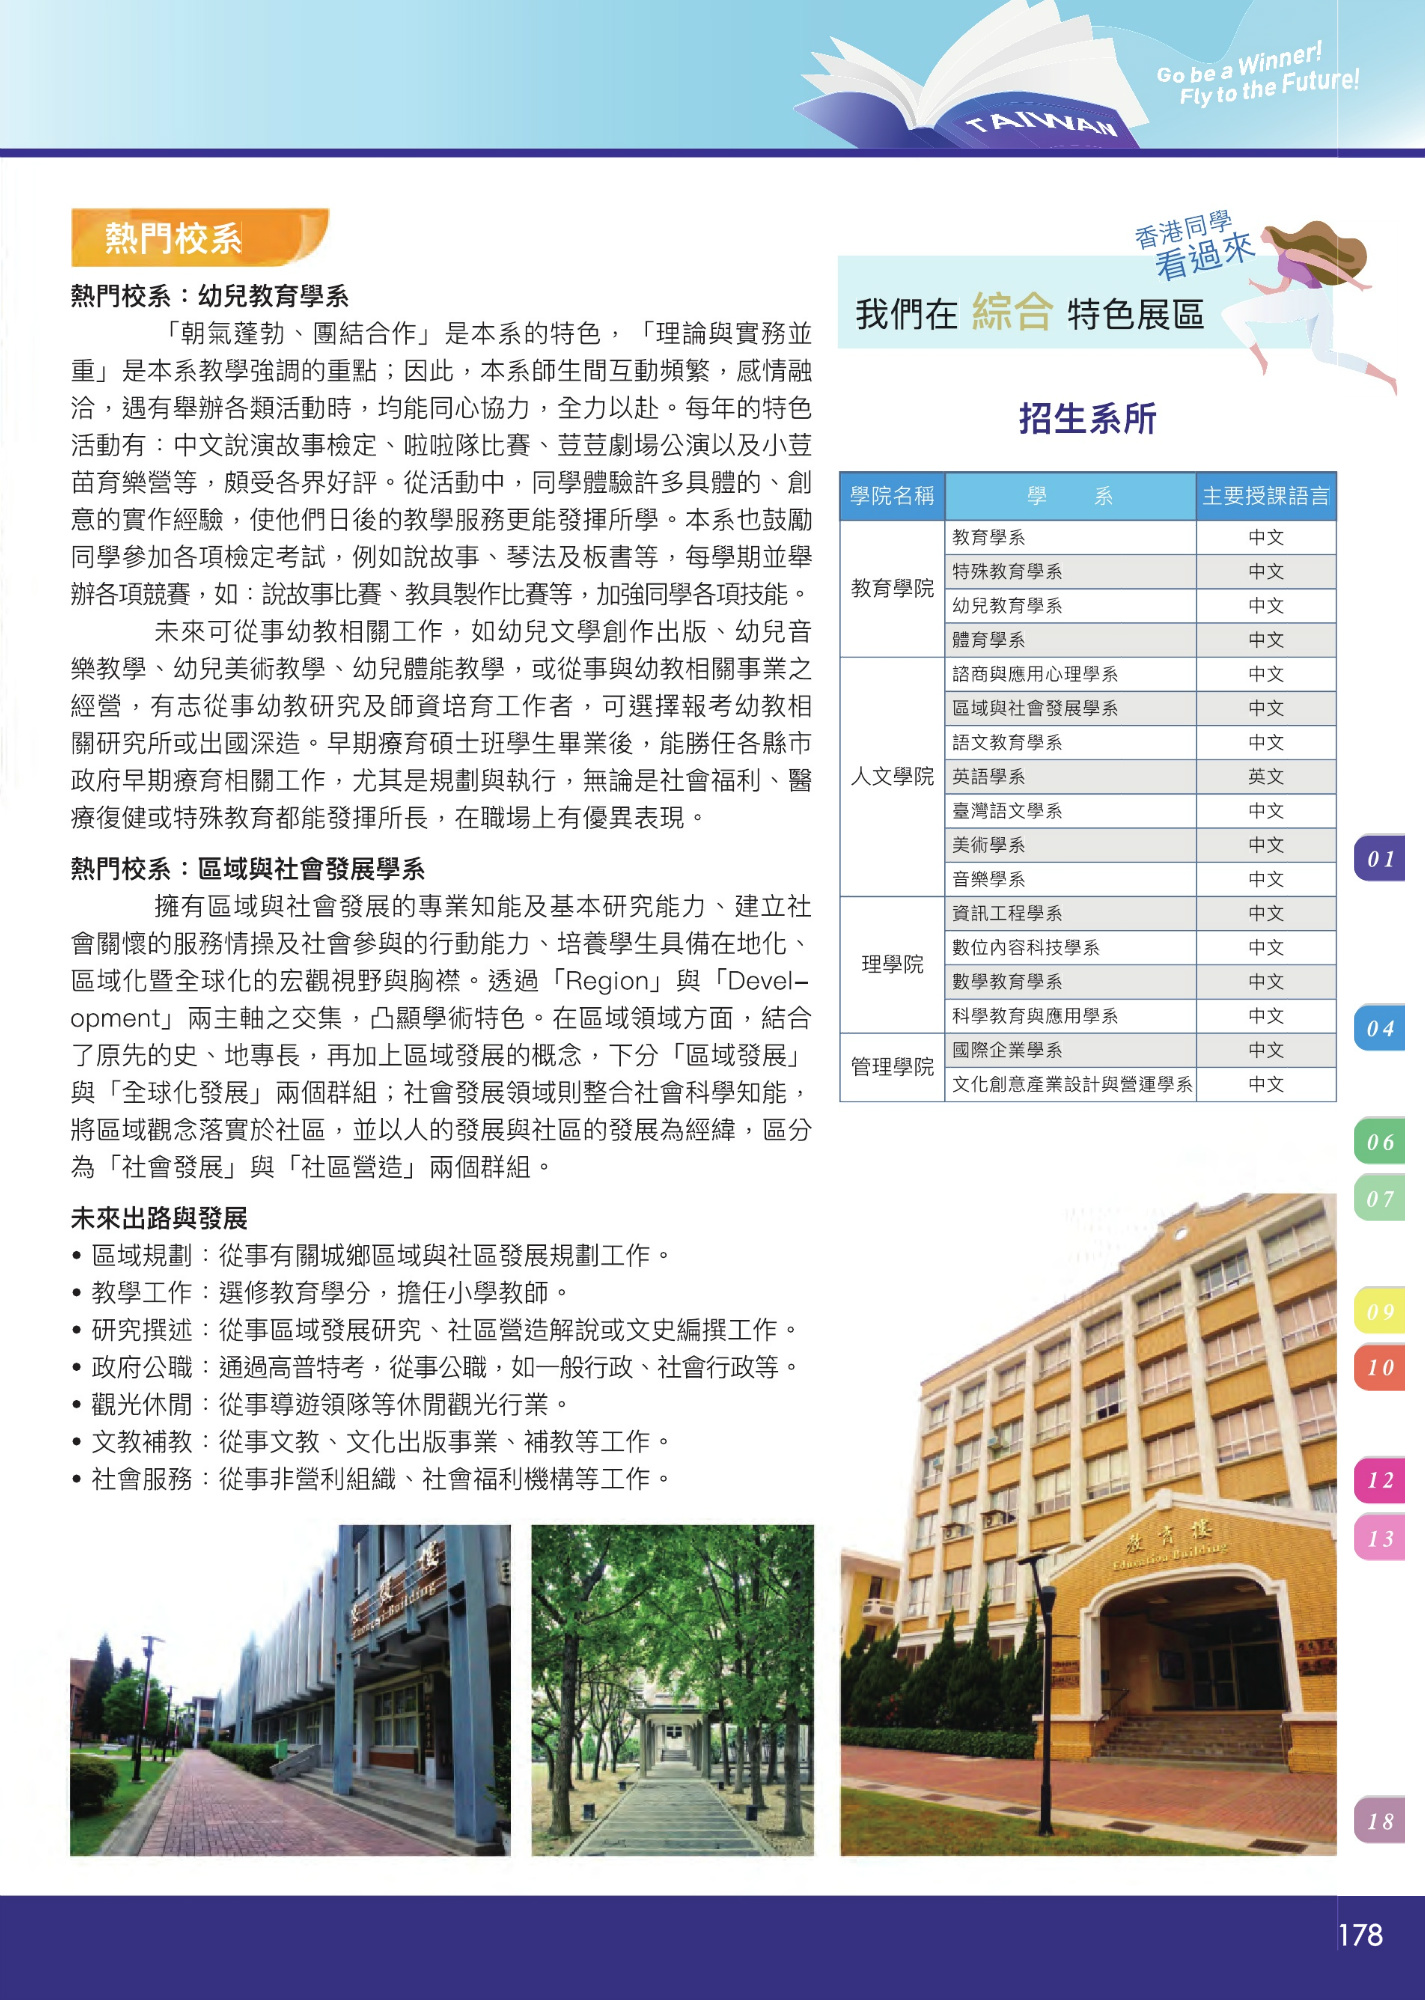 Go be a Winner!
Fly to the Future!
TAIWAN
熱門校系
熱門校系：幼兒教育學系
「朝氣蓬勃、團結合作」是本系的特色，「理論與實務並
重」是本系教學強調的重點；因此，本系師生間互動頻繁，感情融
洽，遇有舉辦各類活動時，均能同心協力，全力以赴。每年的特色
活動有：中文說演故事檢定、啦啦隊比賽、荳荳劇場公演以及小荳
苗育樂營等，頗受各界好評。從活動中，同學體驗許多具體的、創
意的實作經驗，使他們日後的教學服務更能發揮所學。本系也鼓勵
同學參加各項檢定考試，例如說故事、琴法及板書等，每學期並舉
辦各項競賽，如：說故事比賽、教具製作比賽等，加強同學各項技能。
未來可從事幼教相關工作，如幼兒文學創作出版、幼兒音
樂教學、幼兒美術教學、幼兒體能教學，或從事與幼教相關事業之
經營，有志從事幼教研究及師資培育工作者，可選擇報考幼教相
關研究所或出國深造。早期療育碩士班學生畢業後，能勝任各縣市
政府早期療育相關工作，尤其是規劃與執行，無論是社會福利、醫
療復健或特殊教育都能發揮所長，在職場上有優異表現。
熱門校系：區域與社會發展學系
擁有區域與社會發展的專業知能及基本研究能力、建立社
會關懷的服務情操及社會參與的行動能力、培養學生具備在地化、
區域化暨全球化的宏觀視野與胸襟。透過「Region」與「Devel-
opment」兩主軸之交集，凸顯學術特色。在區域領域方面，結合
了原先的史、地專長，再加上區域發展的概念，下分「區域發展」
與「全球化發展」兩個群組；社會發展領域則整合社會科學知能，
將區域觀念落實於社區，並以人的發展與社區的發展為經緯，區分
為「社會發展」與「社區營造」兩個群組。
未來出路與發展
• 區域規劃：從事有關城鄉區域與社區發展規劃工作。
• 教學工作：選修教育學分，擔任小學教師。
• 研究撰述：從事區域發展研究、社區營造解說或文史編撰工作。
• 政府公職：通過高普特考，從事公職，如一般行政、社會行政等。
• 觀光休閒：從事導遊領隊等休閒觀光行業。
• 文教補教：從事文教、文化出版事業、補教等工作。
• 社會服務：從事非營利組織、社會福利機構等工作。
香港同學
看過來
我們在 綜合 特色展區
招生系所
學院名稱 學 系 主要授課語言
教育學院
教育學系 中文
特殊教育學系 中文
幼兒教育學系 中文
體育學系 中文
人文學院
諮商與應用心理學系 中文
區域與社會發展學系 中文
語文教育學系 中文
英語學系 英文
臺灣語文學系 中文
美術學系 中文
音樂學系 中文
理學院
資訊工程學系 中文
數位內容科技學系 中文
數學教育學系 中文
科學教育與應用學系 中文
管理學院
國際企業學系 中文
文化創意產業設計與營運學系 中文
樓
Building
教育樓
Education Building
01
04
06
07
09
10
12
13
18
178